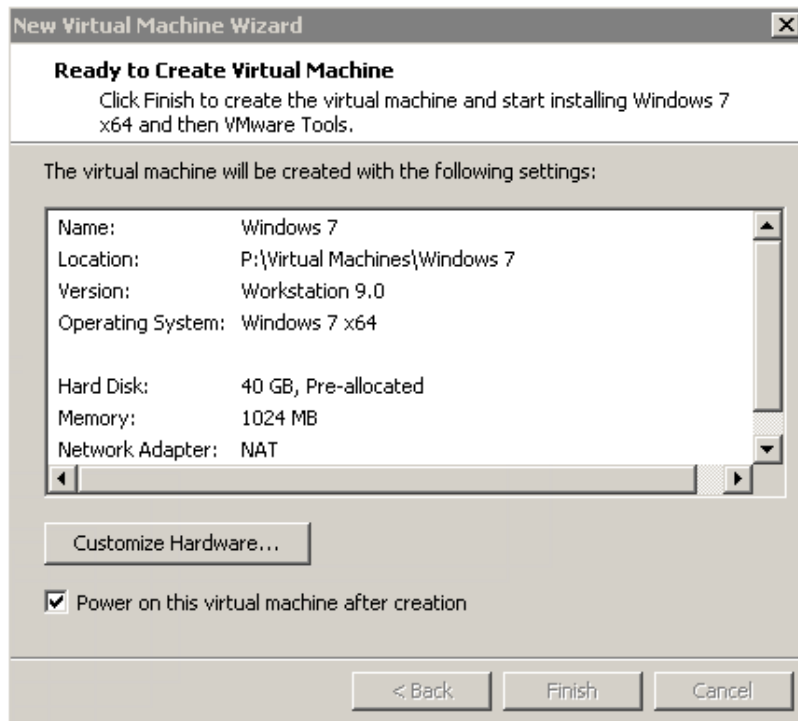 New Virtual Machine Wizard
Ready to Create Virtual Machine
Click Finish to create the virtual machine and start installing Windows 7
x64 and then VMware Tools.
The virtual machine will be created with the following settings:
Name: Windows 7
Location: P:\Virtual Machines\Windows 7
Version: Workstation 9.0
Operating System: Windows 7 x64
Hard Disk: 40 GB, Pre-allocated
Memory: 1024 MB
Network Adapter: NAT
Customize Hardware...
Power on this virtual machine after creation
< Back Finish Cancel